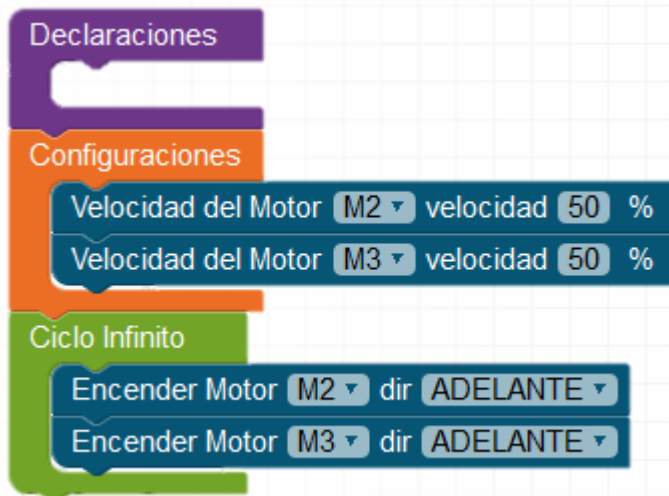 Declaraciones
Configuraciones
Velocidad del Motor M2 velocidad 50 %
Velocidad del Motor M3 velocidad 50 %
Ciclo Infinito
Encender Motor M2 dir ADELANTE
Encender Motor M3 dir ADELANTE